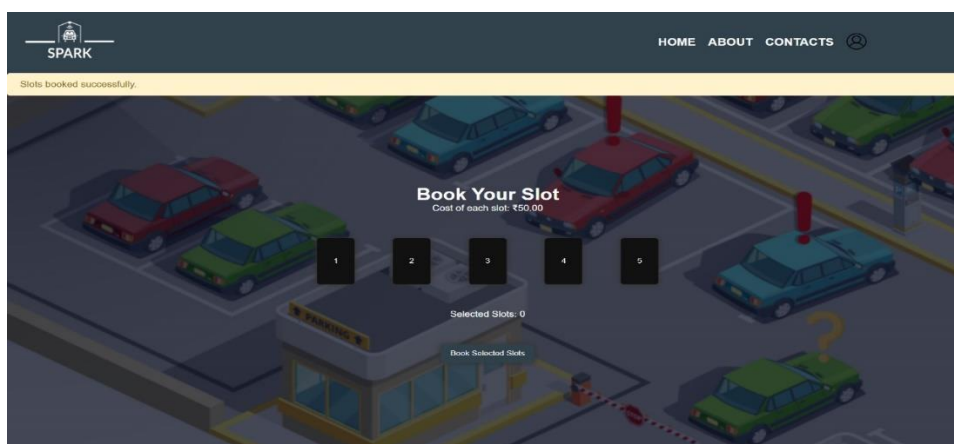 SPARK
HOME ABOUT CONTACTS
Slots booked successfully.
Book Your Slot
Cost of each slot: ₹50.00
1 2 3 4 5
PARKING
Selected Slots: 0
Book Selected Slots